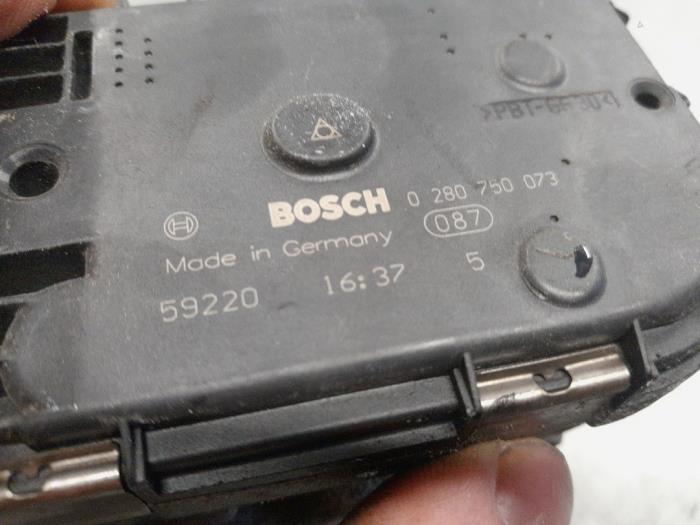 >PBT-GF30<
BOSCH 0 280 750 073
Made in Germany 087
59220 16:37 5